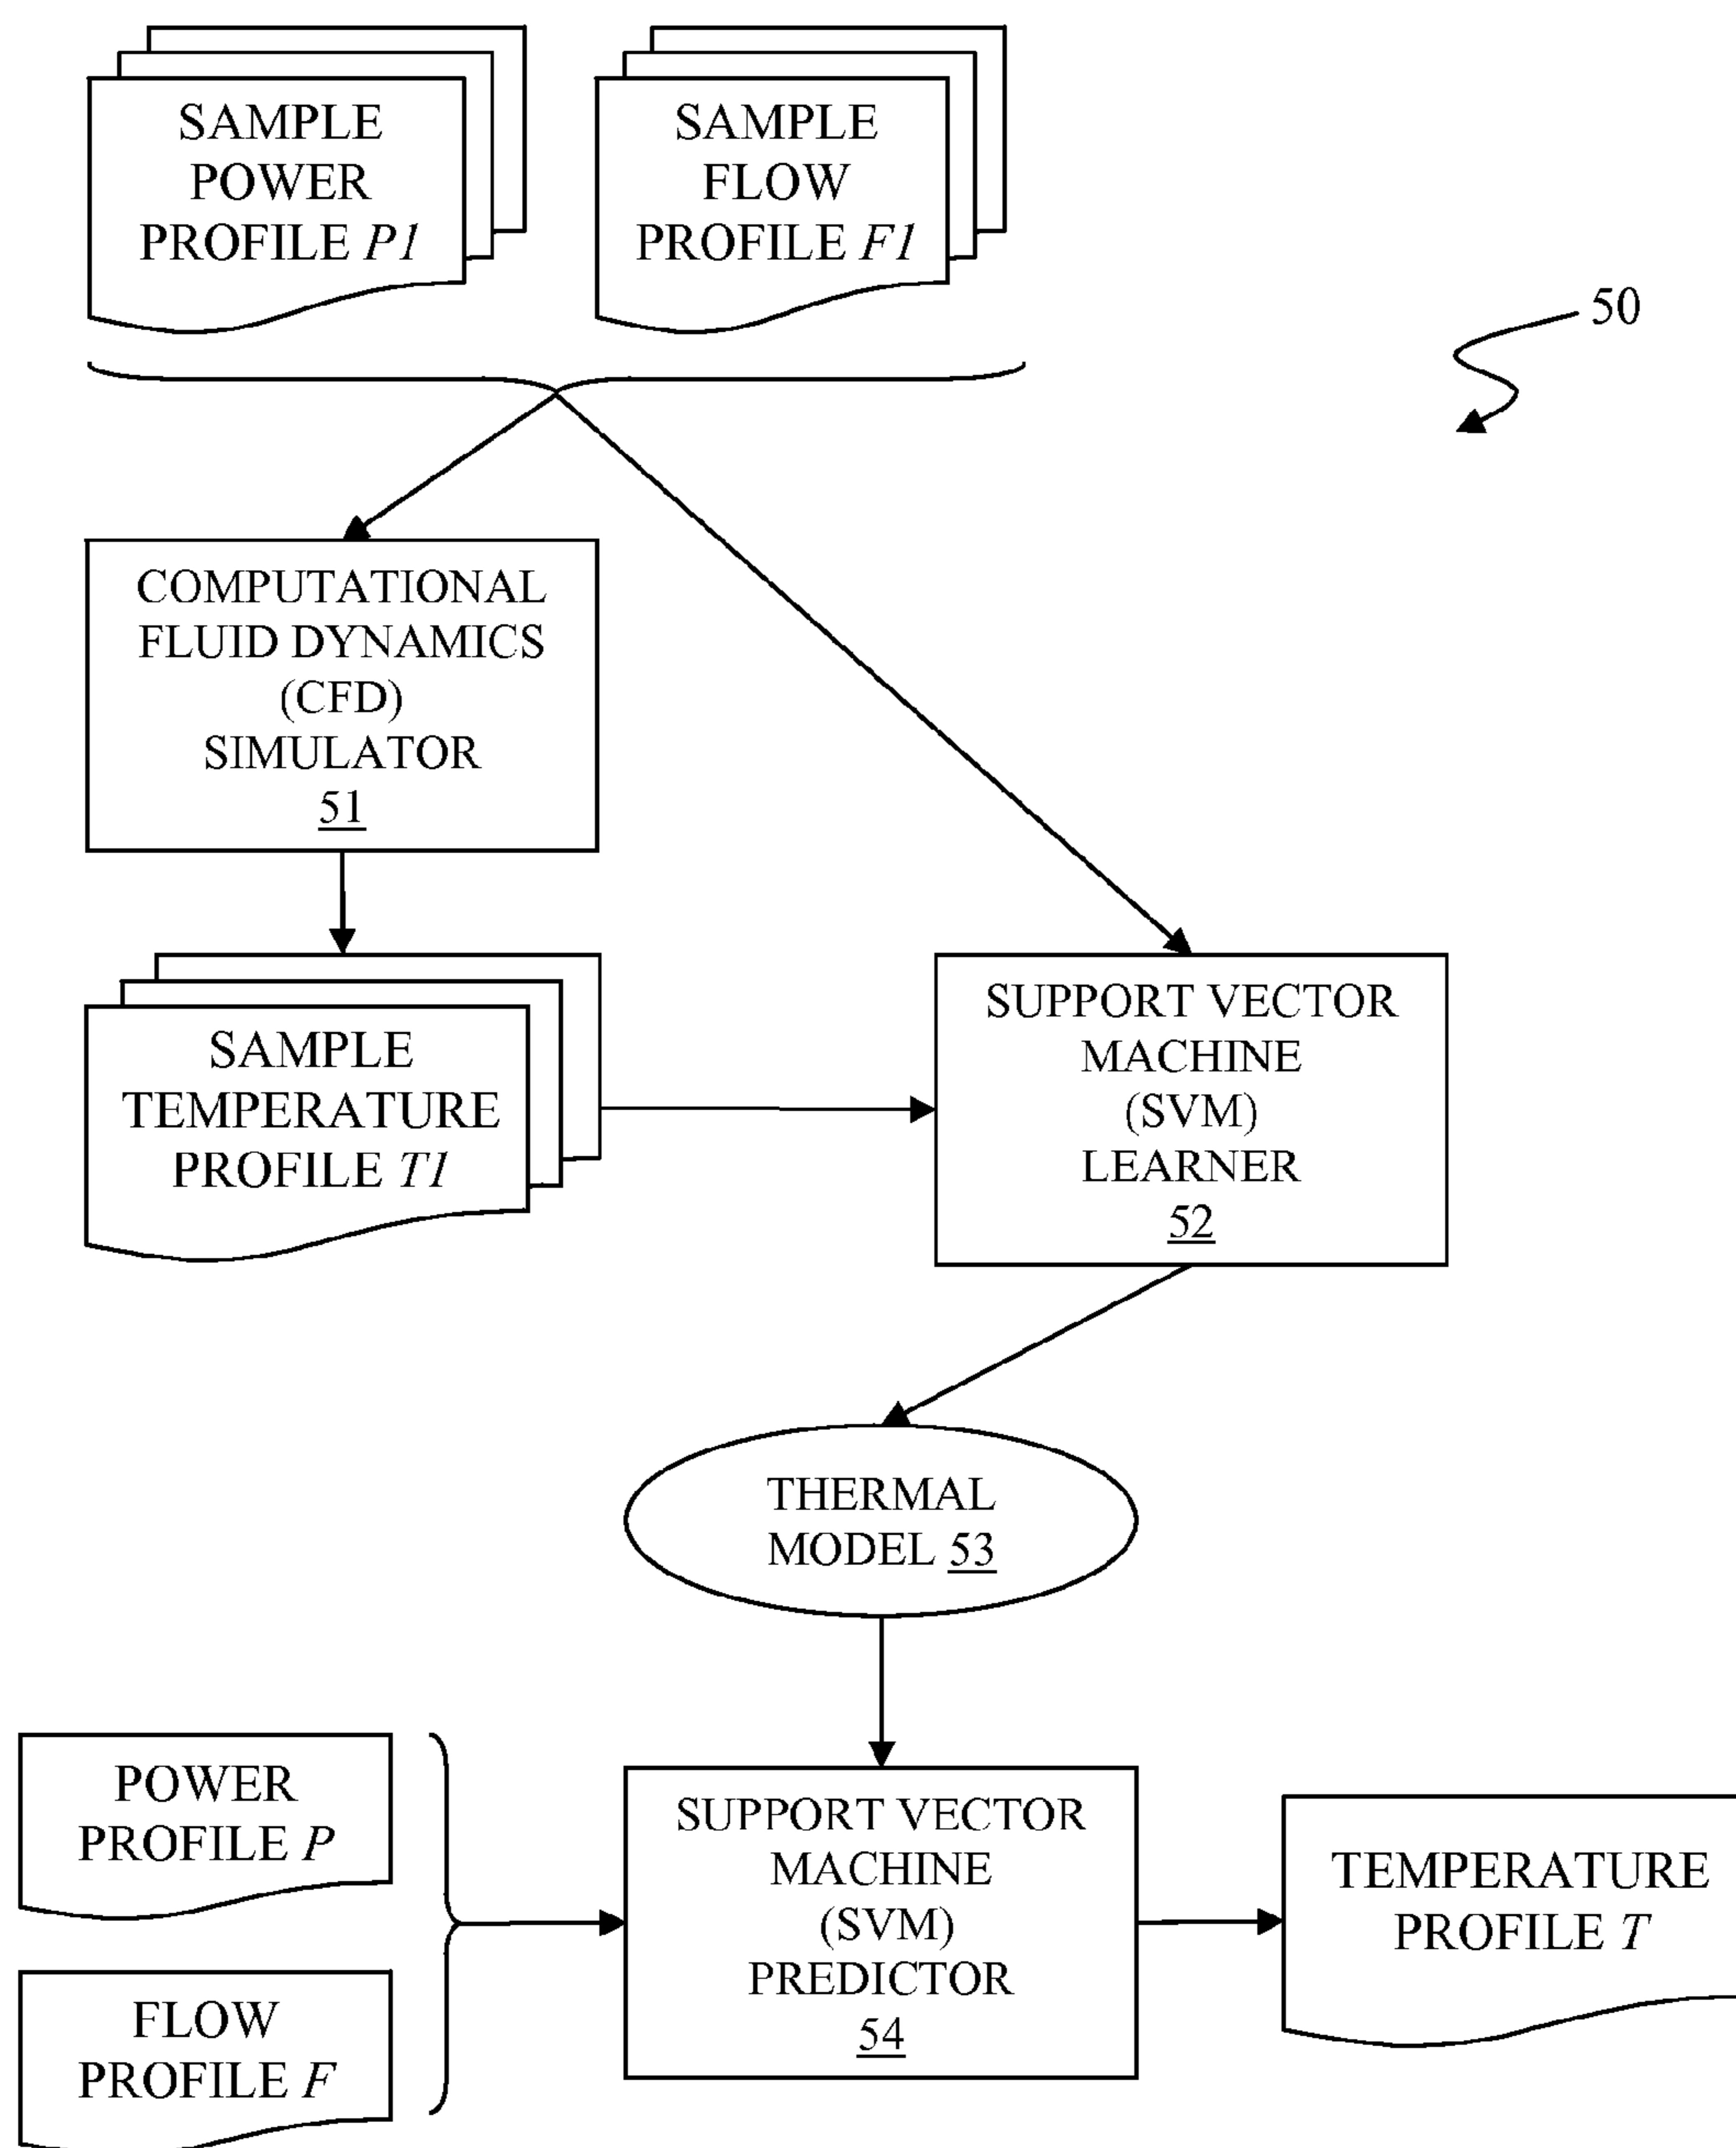 SAMPLE
POWER
PROFILE P1
SAMPLE
FLOW
PROFILE F1
50
COMPUTATIONAL
FLUID DYNAMICS
(CFD)
SIMULATOR
51
SAMPLE
TEMPERATURE
PROFILE T1
SUPPORT VECTOR
MACHINE
(SVM)
LEARNER
52
THERMAL
MODEL 53
POWER
PROFILE P
FLOW
PROFILE F
SUPPORT VECTOR
MACHINE
(SVM)
PREDICTOR
54
TEMPERATURE
PROFILE T